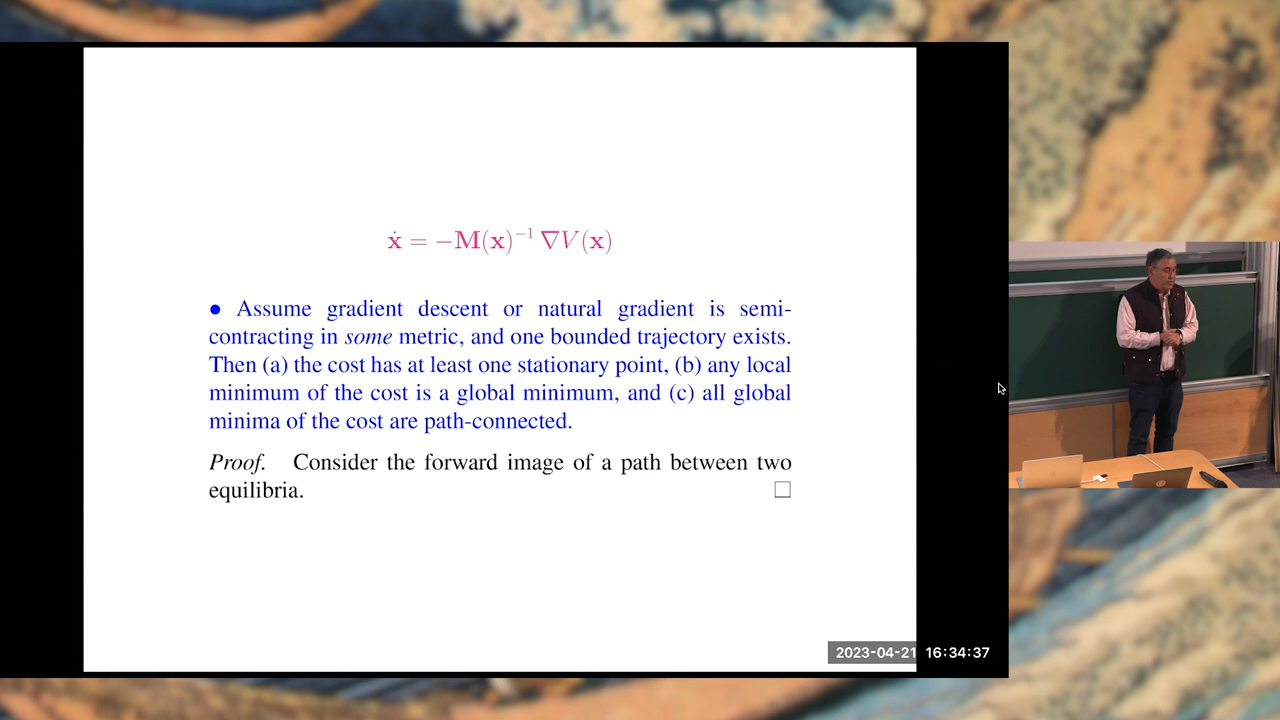 ẋ = −M(x)⁻¹ ∇V(x)
• Assume gradient descent or natural gradient is semi-
contracting in some metric, and one bounded trajectory exists.
Then (a) the cost has at least one stationary point, (b) any local
minimum of the cost is a global minimum, and (c) all global
minima of the cost are path-connected.
Proof. Consider the forward image of a path between two
equilibria. □
2023-04-21 16:34:37